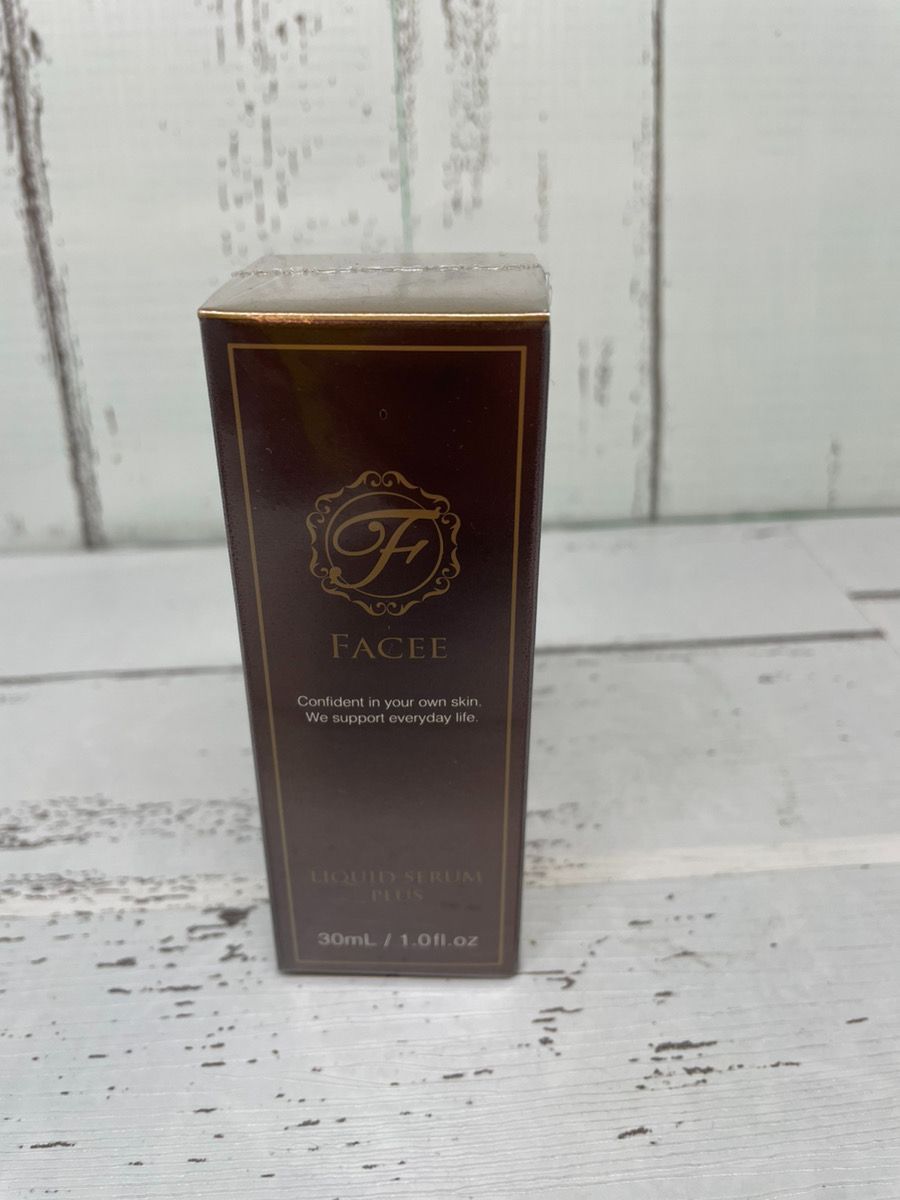 F
FACEE
Confident in your own skin.
We support everyday life.
LIQUID SERUM
PLUS
30mL / 1.0fl.oz